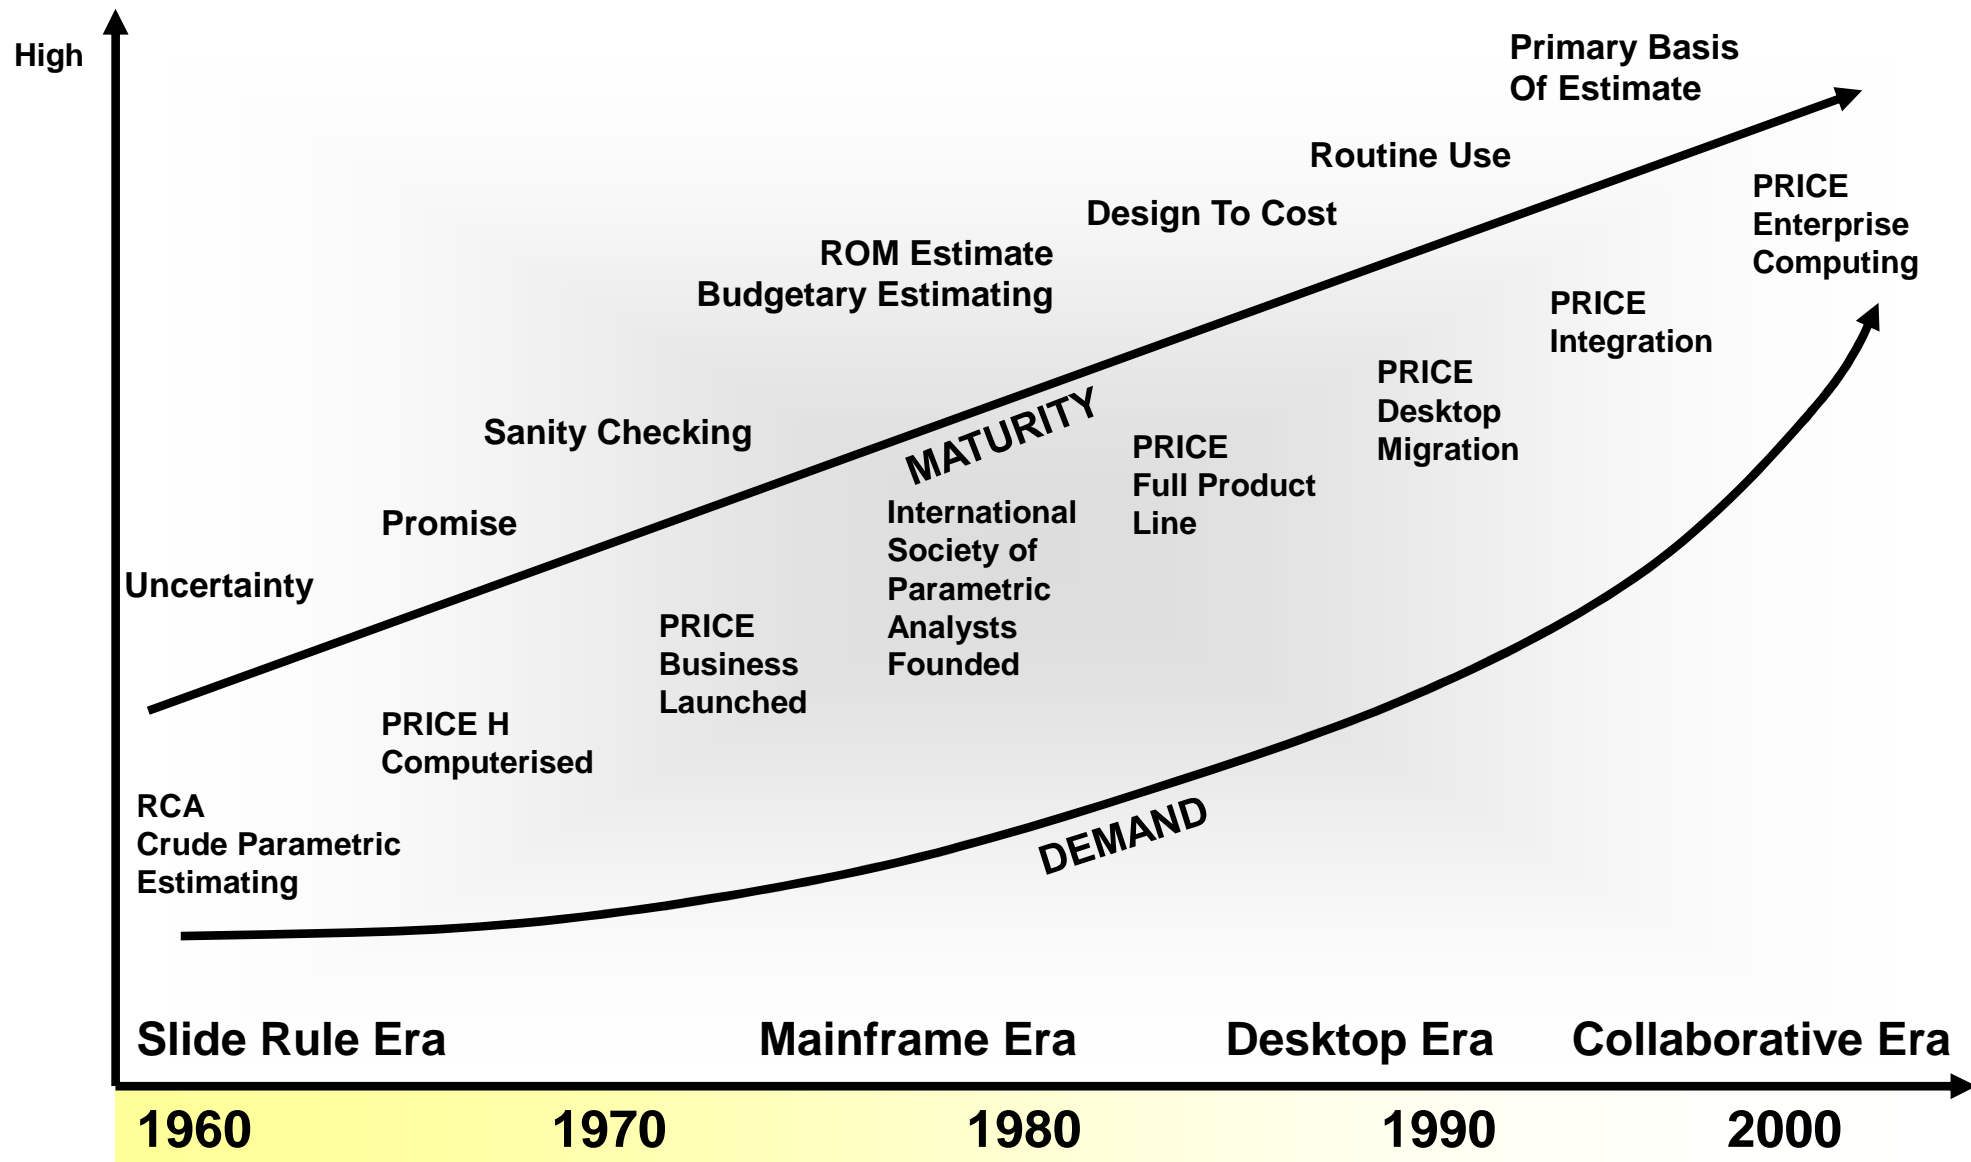 High
Primary Basis
Of Estimate
Routine Use
Design To Cost
ROM Estimate
Budgetary Estimating
Sanity Checking
Promise
Uncertainty
MATURITY
PRICE
Enterprise
Computing
PRICE
Integration
PRICE
Desktop
Migration
PRICE
Full Product
Line
International
Society of
Parametric
Analysts
Founded
PRICE
Business
Launched
PRICE H
Computerised
RCA
Crude Parametric
Estimating
DEMAND
Slide Rule Era
Mainframe Era
Desktop Era
Collaborative Era
1960
1970
1980
1990
2000